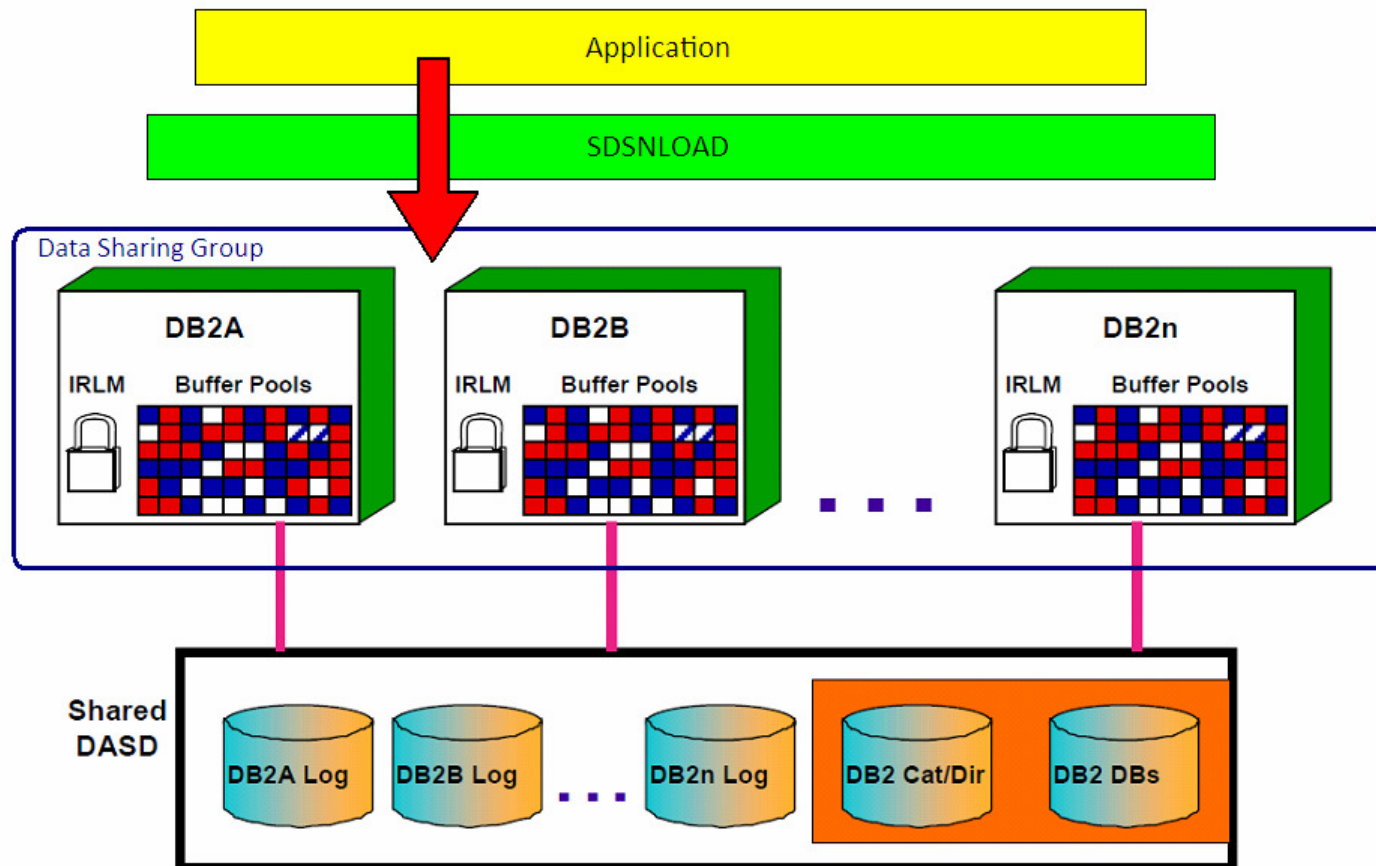 Application
SDSNLOAD
Data Sharing Group
DB2A
IRLM Buffer Pools
DB2B
IRLM Buffer Pools
DB2n
IRLM Buffer Pools
. . .
Shared
DASD
DB2A Log
DB2B Log
. . .
DB2n Log
DB2 Cat/Dir
DB2 DBs